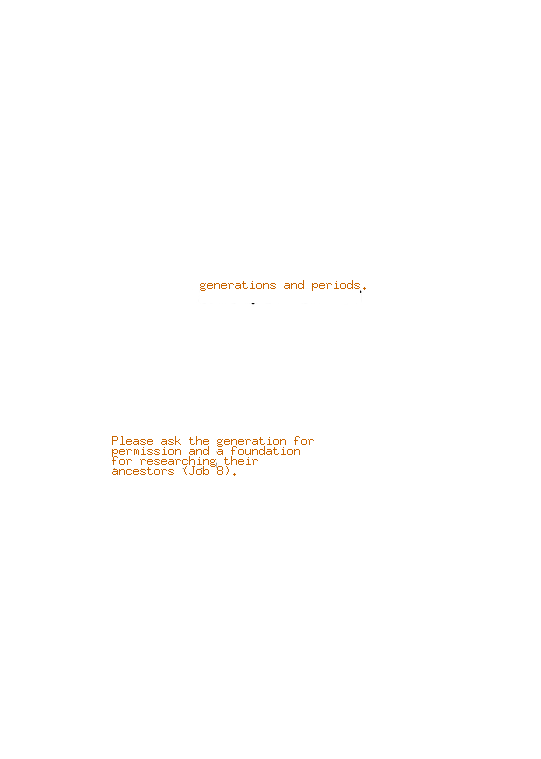 generations and periods.
Please ask the generation for
permission and a foundation
for researching their
ancestors (Job 8).